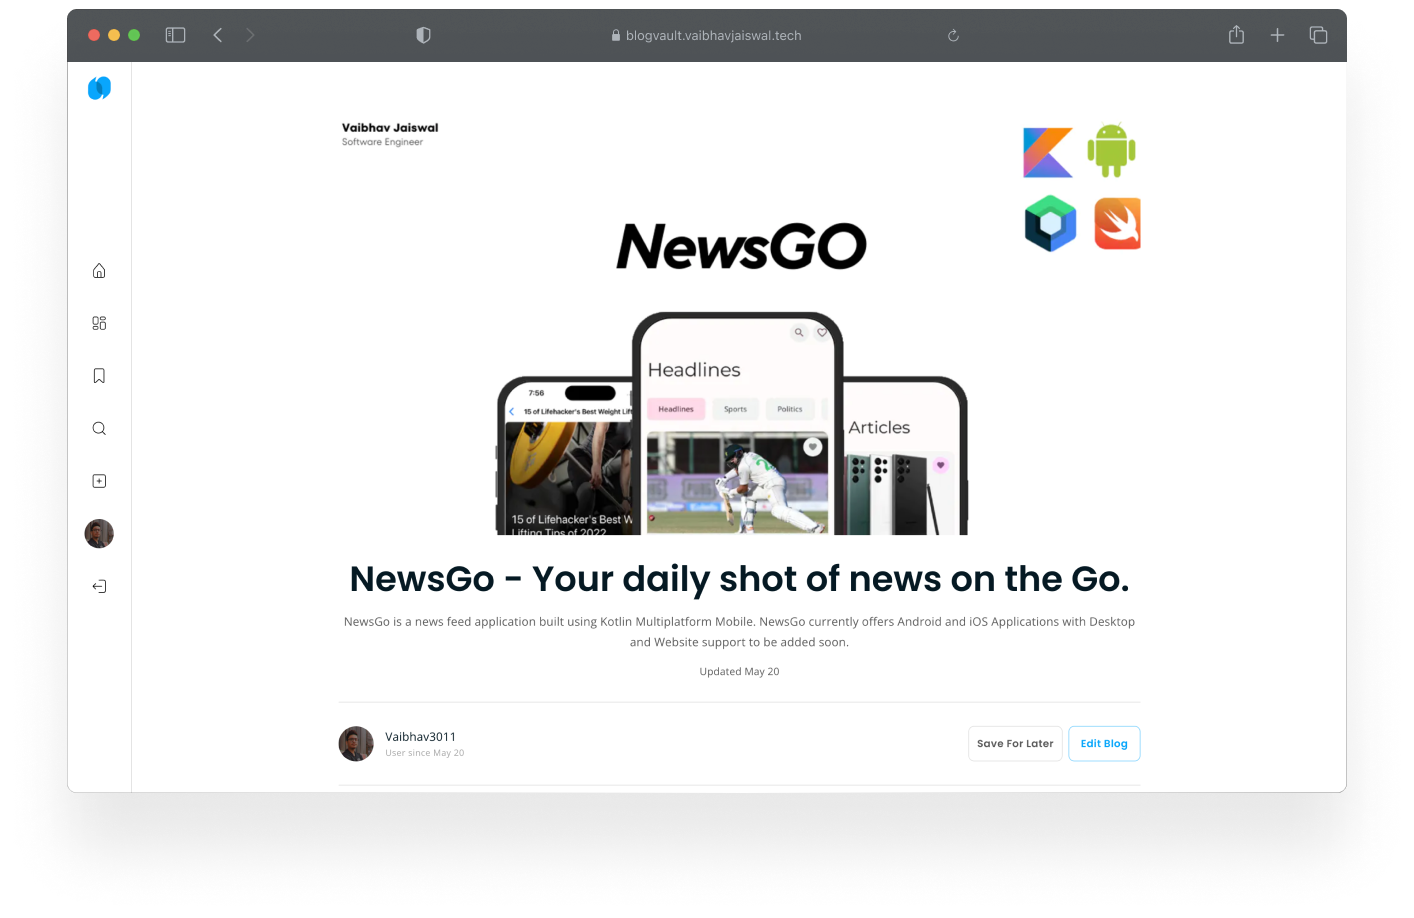 blogvault.vaibhavjaiswal.tech
Vaibhav Jaiswal
Software Engineer
NewsGO
Headlines
Headlines Sports Politics
7:56
15 of Lifehacker's Best Weight Lift
Articles
15 of Lifehacker's Best W
Lifting Tips of 2022
NewsGo - Your daily shot of news on the Go.
NewsGo is a news feed application built using Kotlin Multiplatform Mobile. NewsGo currently offers Android and iOS Applications with Desktop
and Website support to be added soon.
Updated May 20
Vaibhav3011
User since May 20
Save For Later
Edit Blog